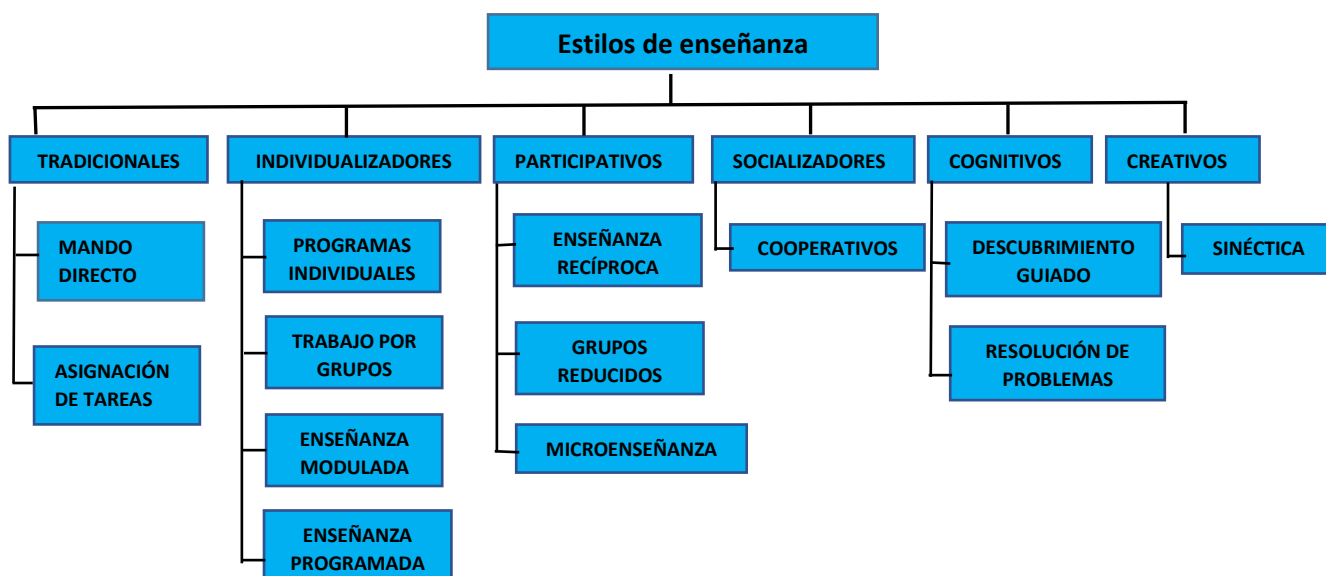 Estilos de enseñanza
TRADICIONALES
MANDO
DIRECTO
ASIGNACIÓN
DE TAREAS
INDIVIDUALIZADORES
PROGRAMAS
INDIVIDUALES
TRABAJO POR
GRUPOS
ENSEÑANZA
MODULADA
ENSEÑANZA
PROGRAMADA
PARTICIPATIVOS
ENSEÑANZA
RECÍPROCA
GRUPOS
REDUCIDOS
MICROENSEÑANZA
SOCIALIZADORES
COOPERATIVOS
COGNITIVOS
DESCUBRIMIENTO
GUIADO
RESOLUCIÓN DE
PROBLEMAS
CREATIVOS
SINÉCTICA